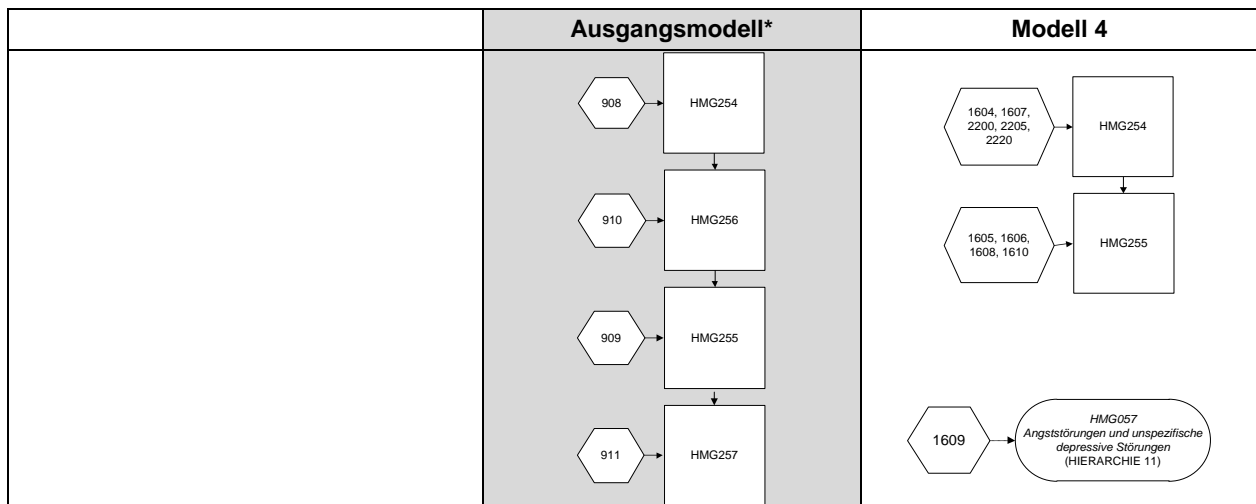 Ausgangsmodell*
Modell 4
908
HMG254
910
HMG256
909
HMG255
911
HMG257
1604, 1607,
2200, 2205,
2220
HMG254
1605, 1606,
1608, 1610
HMG255
1609
HMG057
Angststörungen und unspezifische
depressive Störungen
(HIERARCHIE 11)